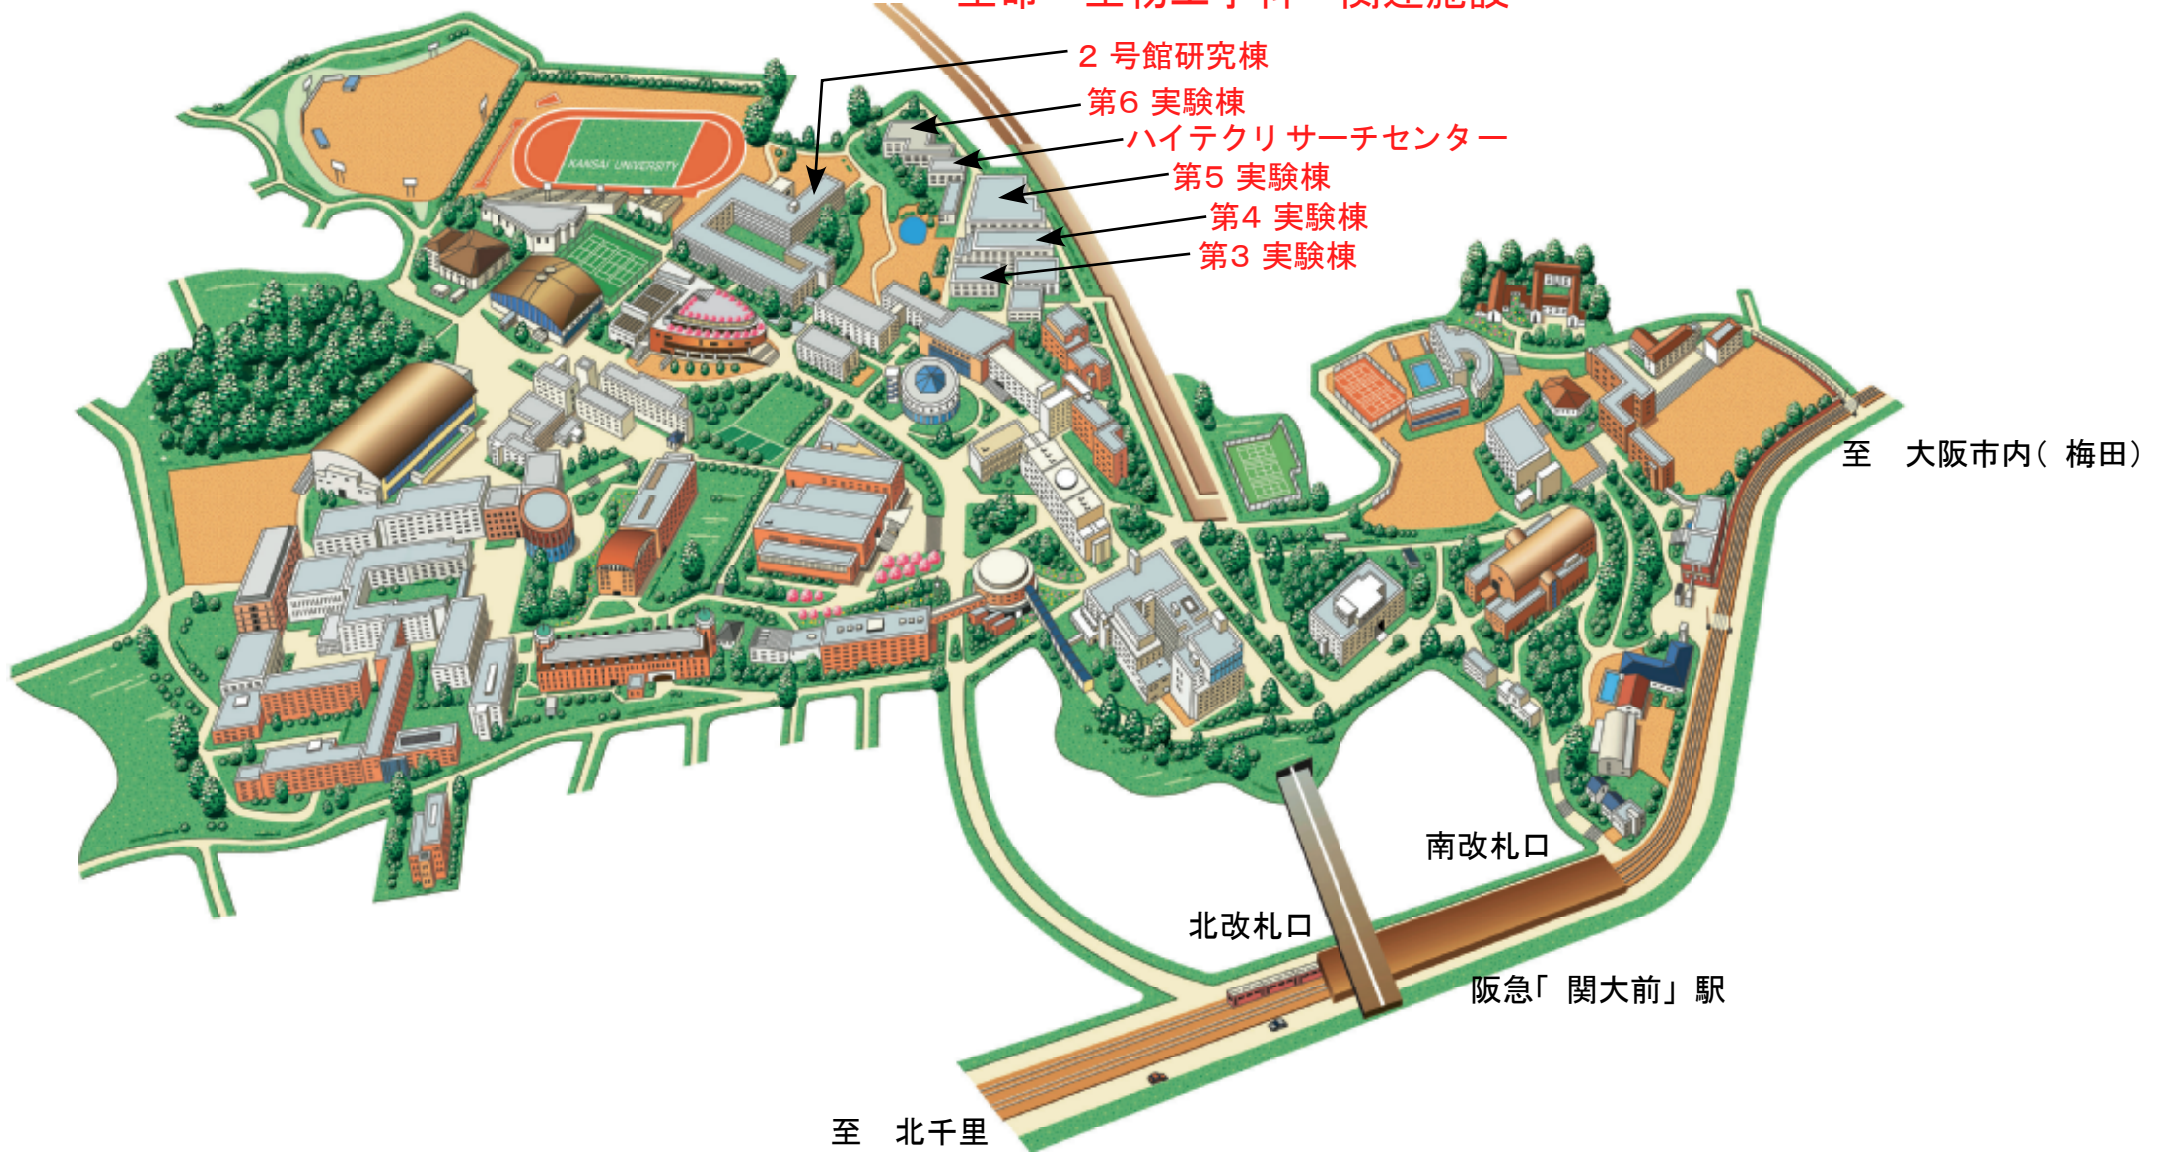 ２ 号館研究棟
第6 実験棟
ハイテクリサーチセンター
第5 実験棟
第4 実験棟
第3 実験棟
KANSAI UNIVERSITY
至　大阪市内( 梅田)
南改札口
北改札口
阪急「 関大前」駅
至　北千里